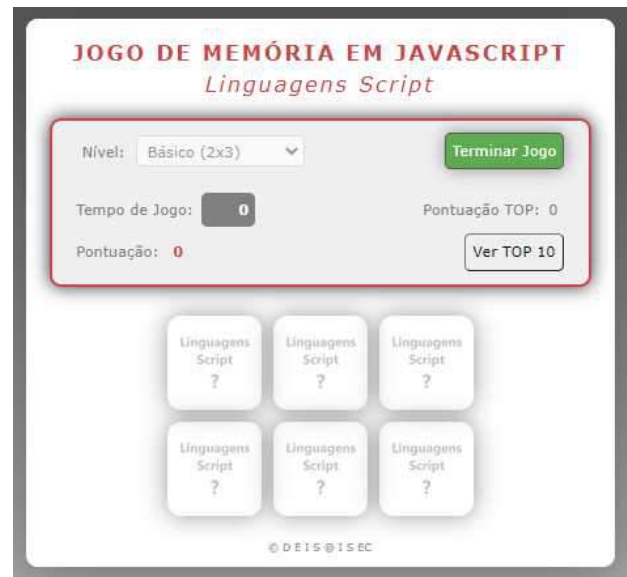 JOGO DE MEMÓRIA EM JAVASCRIPT
Linguagens Script
Nível: Básico (2x3) Terminar Jogo
Tempo de Jogo: 0 Pontuação TOP: 0
Pontuação: 0 Ver TOP 10
Linguagens Linguagens Linguagens
Script Script Script
? ? ?
Linguagens Linguagens Linguagens
Script Script Script
? ? ?
© DEIS@ISEC